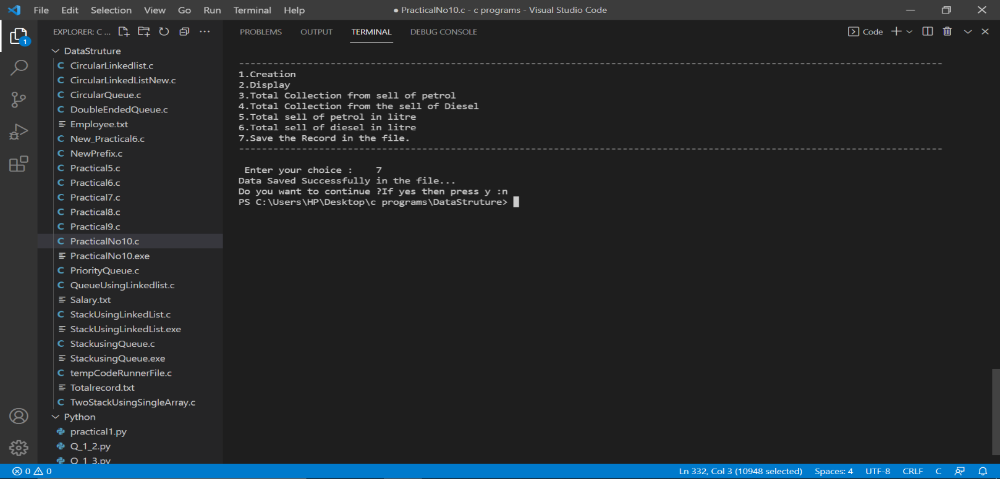 File Edit Selection View Go Run Terminal Help
● PracticalNo10.c - c programs - Visual Studio Code
EXPLORER: C ...
1
DataStruture
CircularLinkedlist.c
CircularLinkedListNew.c
CircularQueue.c
DoubleEndedQueue.c
Employee.txt
New_Practical6.c
NewPrefix.c
Practical5.c
Practical6.c
Practical7.c
Practical8.c
Practical9.c
PracticalNo10.c
PracticalNo10.exe
PriorityQueue.c
QueueUsingLinkedlist.c
Salary.txt
StackUsingLinkedList.c
StackUsingLinkedList.exe
StackusingQueue.c
StackusingQueue.exe
tempCodeRunnerFile.c
Totalrecord.txt
TwoStackUsingSingleArray.c
Python
practical1.py
Q_1_2.py
Q_1_3.py
PROBLEMS OUTPUT TERMINAL DEBUG CONSOLE
Code
1.Creation
2.Display
3.Total Collection from sell of petrol
4.Total Collection from the sell of Diesel
5.Total sell of petrol in litre
6.Total sell of diesel in litre
7.Save the Record in the file.
Enter your choice : 7
Data Saved Successfully in the file...
Do you want to continue ?If yes then press y :n
PS C:\Users\HP\Desktop\c programs\DataStruture>
0 0
Ln 332, Col 3 (10948 selected) Spaces: 4 UTF-8 CRLF C